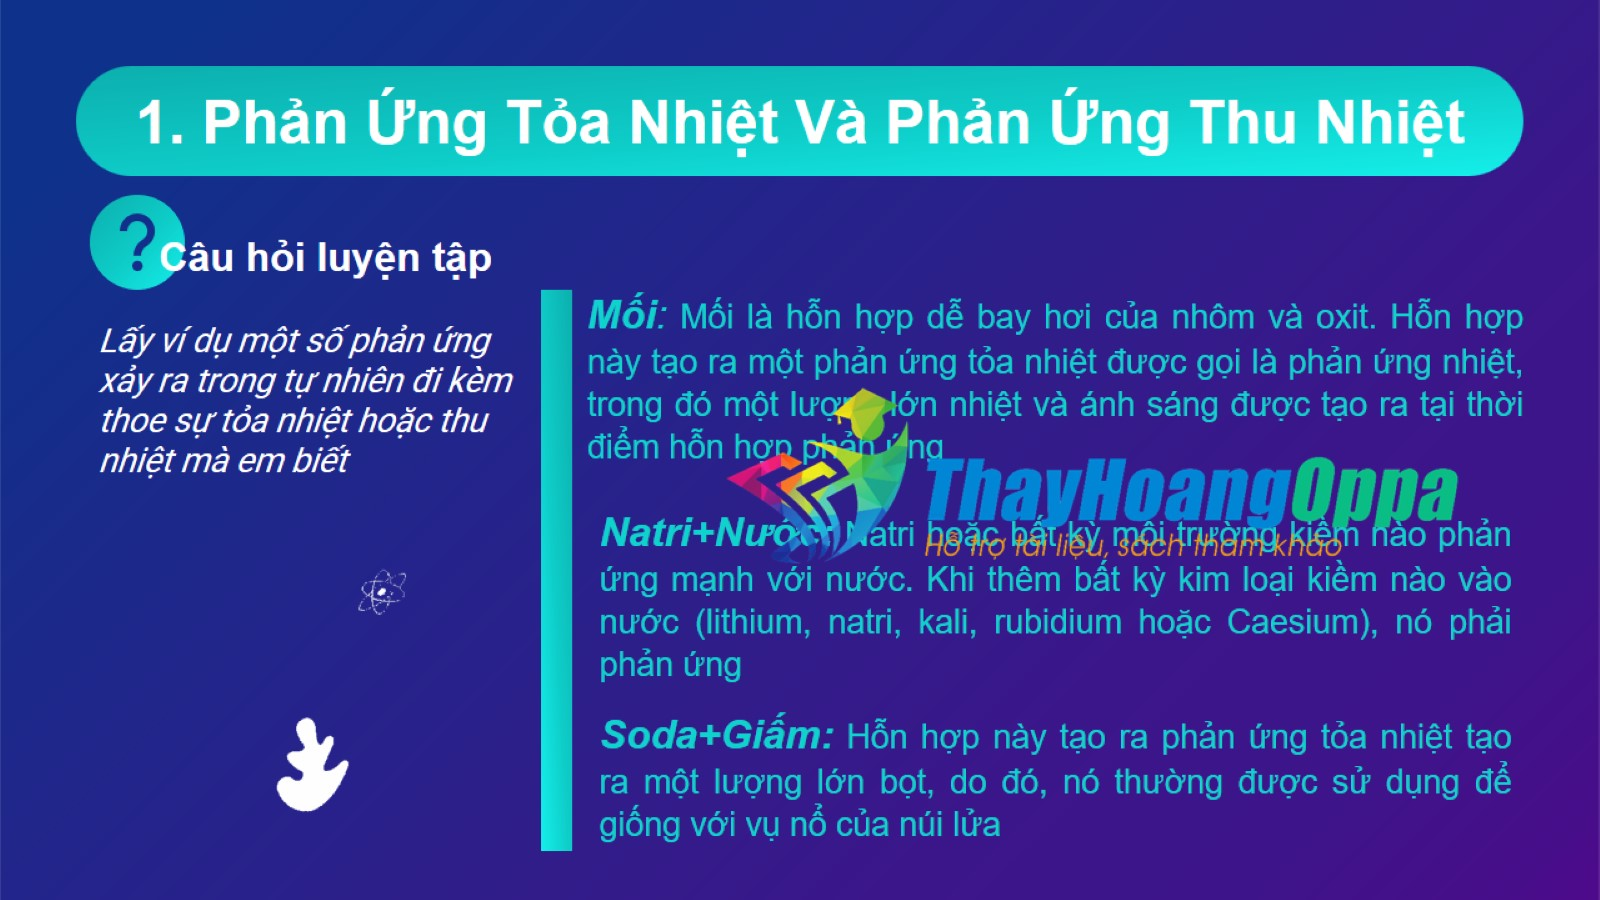 1. Phản Ứng Tỏa Nhiệt Và Phản Ứng Thu Nhiệt
?
Câu hỏi luyện tập
Lấy ví dụ một số phản ứng
xảy ra trong tự nhiên đi kèm
thoe sự tỏa nhiệt hoặc thu
nhiệt mà em biết
Mối: Mối là hỗn hợp dễ bay hơi của nhôm và oxit. Hỗn hợp
này tạo ra một phản ứng tỏa nhiệt được gọi là phản ứng nhiệt,
trong đó một lượng lớn nhiệt và ánh sáng được tạo ra tại thời
điểm hỗn hợp phản ứng
ThayHoangOppa
Hỗ trợ tài liệu, sách tham khảo
Natri+Nước: Natri hoặc bất kỳ môi trường kiềm nào phản
ứng mạnh với nước. Khi thêm bất kỳ kim loại kiềm nào vào
nước (lithium, natri, kali, rubidium hoặc Caesium), nó phải
phản ứng
Soda+Giấm: Hỗn hợp này tạo ra phản ứng tỏa nhiệt tạo
ra một lượng lớn bọt, do đó, nó thường được sử dụng để
giống với vụ nổ của núi lửa